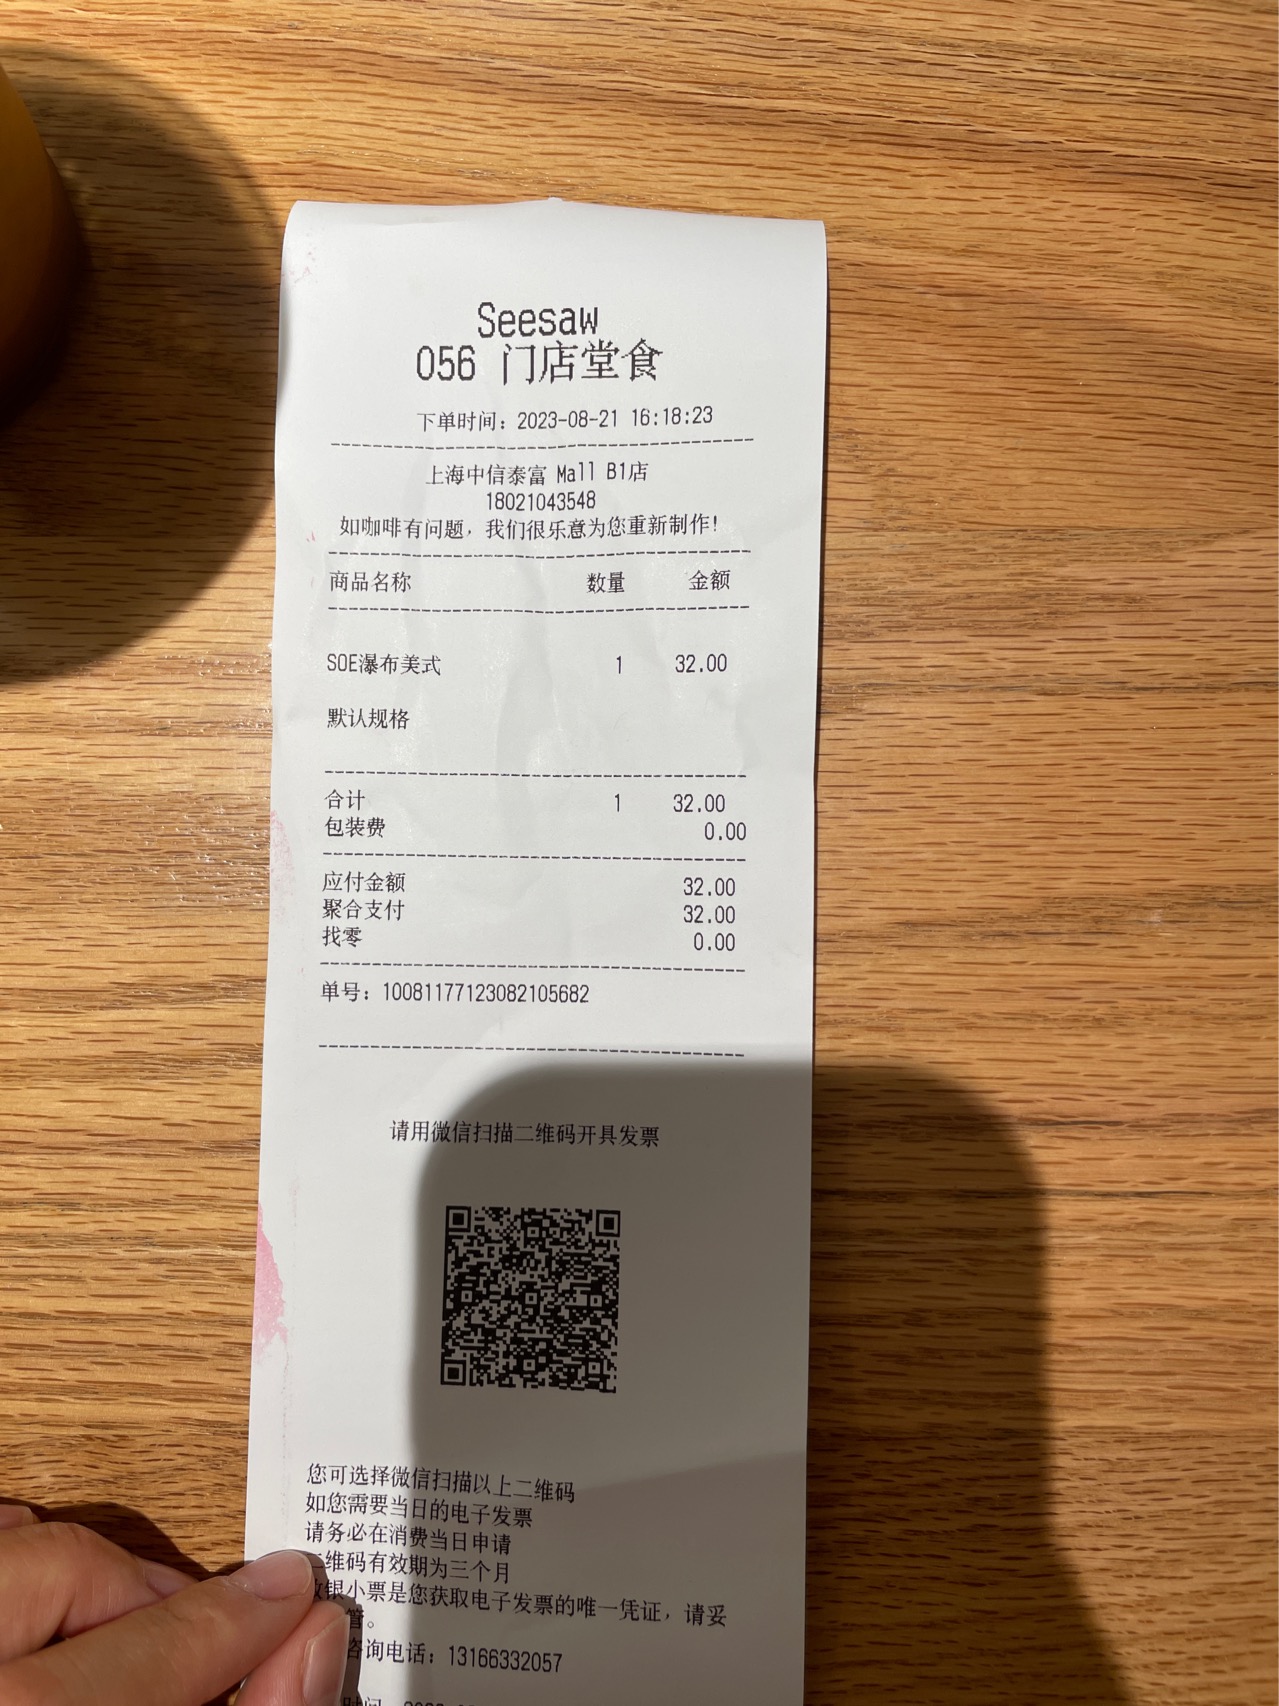 Seesaw
056 门店堂食
下单时间：2023-08-21 16:18:23
上海中信泰富 Mall B1店
18021043548
如咖啡有问题，我们很乐意为您重新制作！
商品名称 数量 金额
SOE瀑布美式 1 32.00
默认规格
合计 1 32.00
包装费 0.00
应付金额 32.00
聚合支付 32.00
找零 0.00
单号：10081177123082105682
请用微信扫描二维码开具发票
您可选择微信扫描以上二维码
如您需要当日的电子发票
请务必在消费当日申请
二维码有效期为三个月
银小票是您获取电子发票的唯一凭证，请妥
管。
咨询电话：13166332057